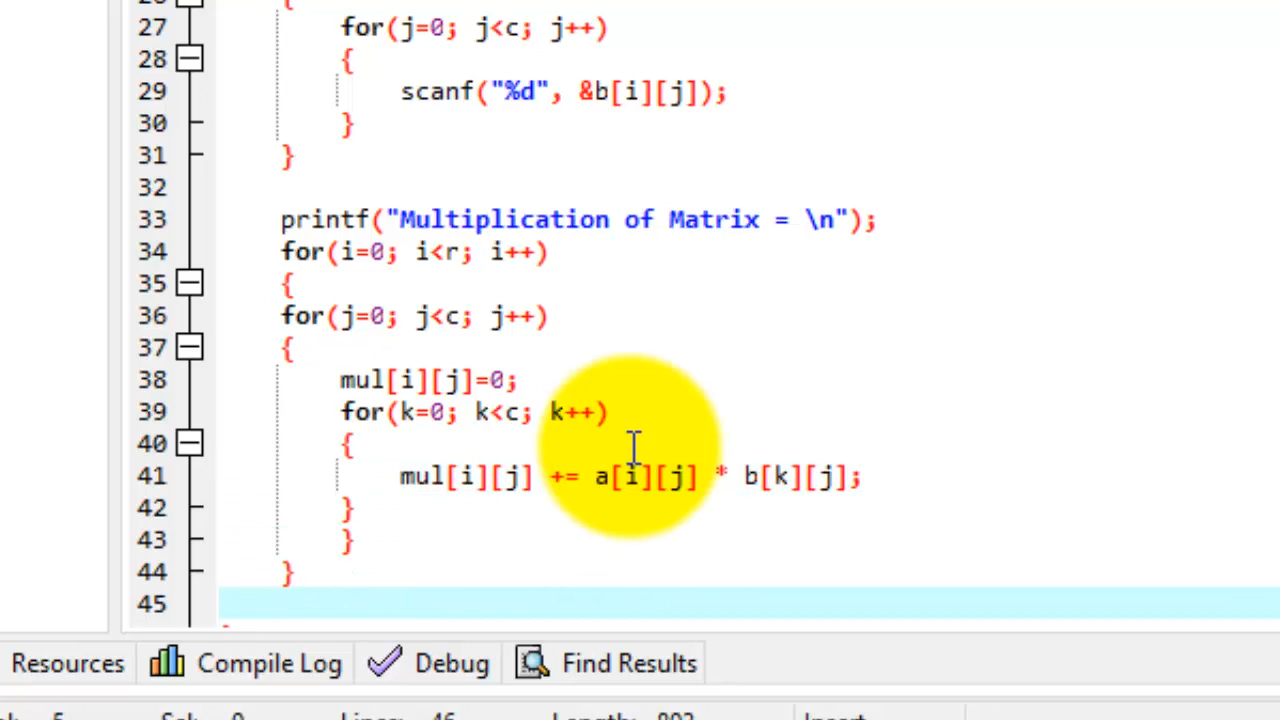 27 for(j=0; j<c; j++)
28 {
29 scanf("%d", &b[i][j]);
30 }
31 }
32
33 printf("Multiplication of Matrix = \n");
34 for(i=0; i<r; i++)
35 {
36 for(j=0; j<c; j++)
37 {
38 mul[i][j]=0;
39 for(k=0; k<c; k++)
40 {
41 mul[i][j] += a[i][j] * b[k][j];
42 }
43 }
44 }
45
Resources Compile Log Debug Find Results